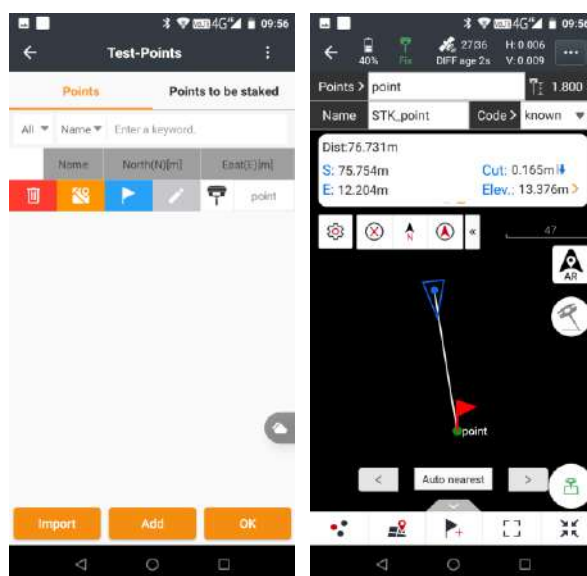 4G 09:56
Test-Points
Points
Points to be staked
All Name Enter a keyword.
Name North(N)[m] East(E)[m]
point
Import Add OK
4G 09:56
40% Fix 27/36 DIFF age 2s H:0.006 V:0.009
Points > point 1.800
Name STK_point Code > known
Dist:76.731m
S: 75.754m Cut: 0.165m
E: 12.204m Elev.: 13.376m >
N « 47
AR
point
< Auto nearest >